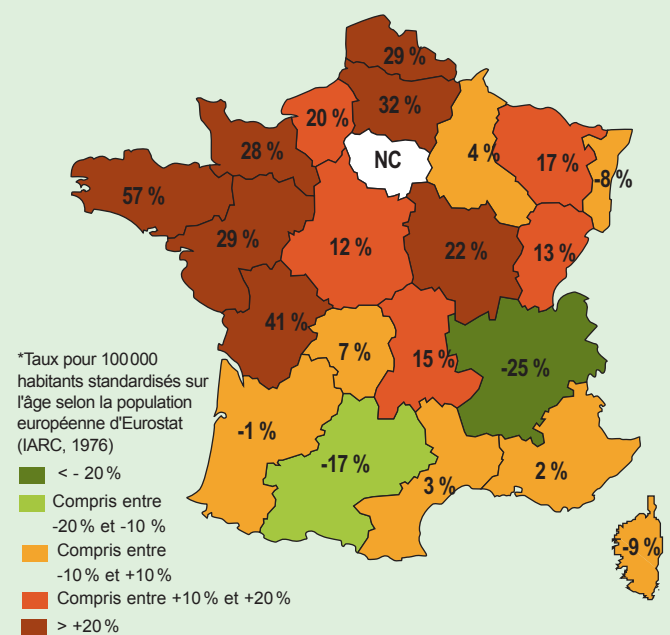 29 %
32 %
20 %
28 %
NC
4 %
17 %
-8 %
57 %
29 %
12 %
22 %
13 %
41 %
7 %
15 %
-25 %
-1 %
-17 %
3 %
2 %
-9 %
*Taux pour 100 000
habitants standardisés sur
l'âge selon la population
européenne d'Eurostat
(IARC, 1976)
< - 20 %
Compris entre
-20 % et -10 %
Compris entre
-10 % et +10 %
Compris entre +10 % et +20 %
> +20 %